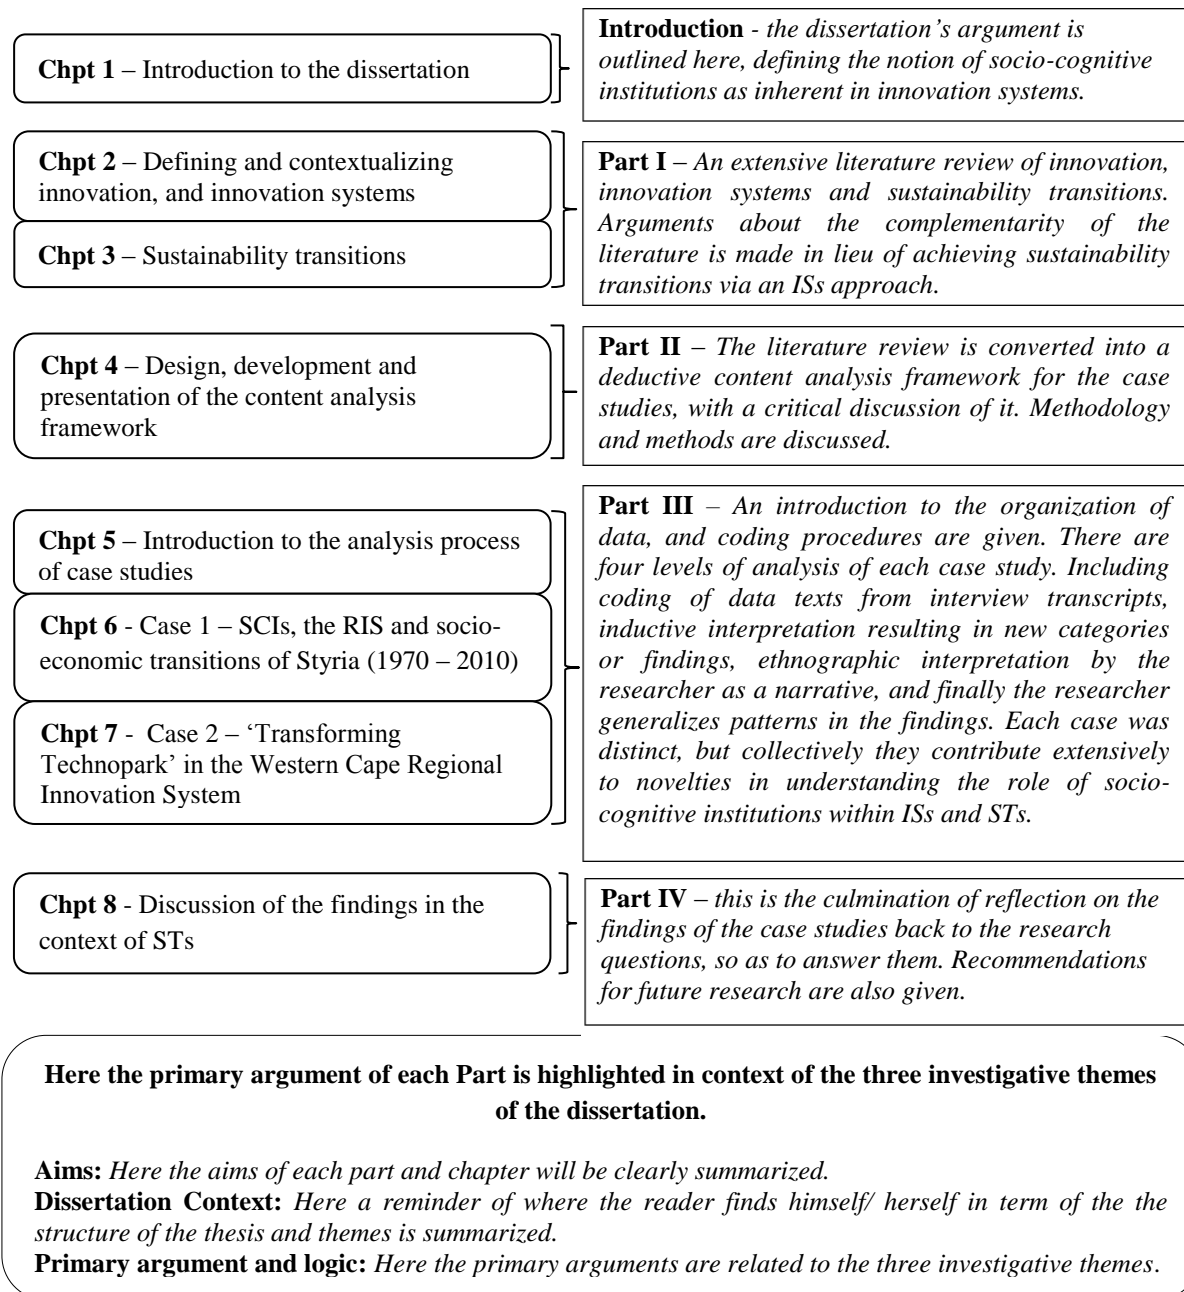 Chpt 1 – Introduction to the dissertation
Introduction - the dissertation’s argument is
outlined here, defining the notion of socio-cognitive
institutions as inherent in innovation systems.
Chpt 2 – Defining and contextualizing
innovation, and innovation systems
Chpt 3 – Sustainability transitions
Part I – An extensive literature review of innovation,
innovation systems and sustainability transitions.
Arguments about the complementarity of the
literature is made in lieu of achieving sustainability
transitions via an ISs approach.
Chpt 4 – Design, development and
presentation of the content analysis
framework
Part II – The literature review is converted into a
deductive content analysis framework for the case
studies, with a critical discussion of it. Methodology
and methods are discussed.
Chpt 5 – Introduction to the analysis process
of case studies
Chpt 6 - Case 1 – SCIs, the RIS and socio-
economic transitions of Styria (1970 – 2010)
Chpt 7 - Case 2 – ‘Transforming
Technopark’ in the Western Cape Regional
Innovation System
Part III – An introduction to the organization of
data, and coding procedures are given. There are
four levels of analysis of each case study. Including
coding of data texts from interview transcripts,
inductive interpretation resulting in new categories
or findings, ethnographic interpretation by the
researcher as a narrative, and finally the researcher
generalizes patterns in the findings. Each case was
distinct, but collectively they contribute extensively
to novelties in understanding the role of socio-
cognitive institutions within ISs and STs.
Chpt 8 - Discussion of the findings in the
context of STs
Part IV – this is the culmination of reflection on the
findings of the case studies back to the research
questions, so as to answer them. Recommendations
for future research are also given.
Here the primary argument of each Part is highlighted in context of the three investigative themes
of the dissertation.
Aims: Here the aims of each part and chapter will be clearly summarized.
Dissertation Context: Here a reminder of where the reader finds himself/ herself in term of the the
structure of the thesis and themes is summarized.
Primary argument and logic: Here the primary arguments are related to the three investigative themes.